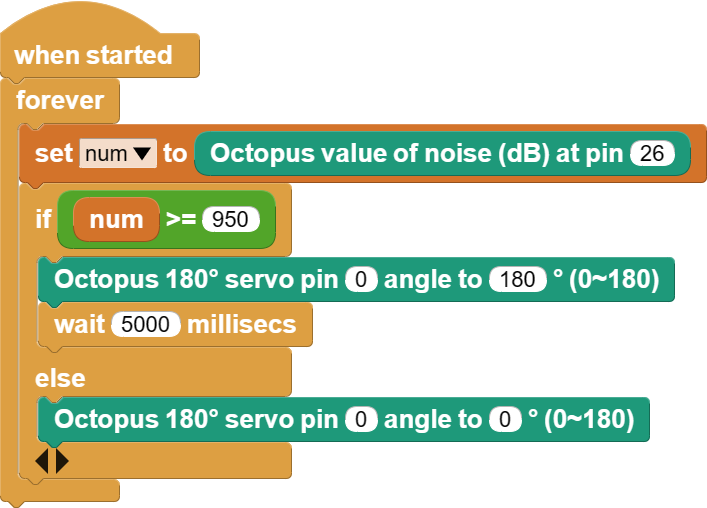 when started
forever
set num to Octopus value of noise (dB) at pin 26
if num >= 950
Octopus 180° servo pin 0 angle to 180 ° (0~180)
wait 5000 millisecs
else
Octopus 180° servo pin 0 angle to 0 ° (0~180)